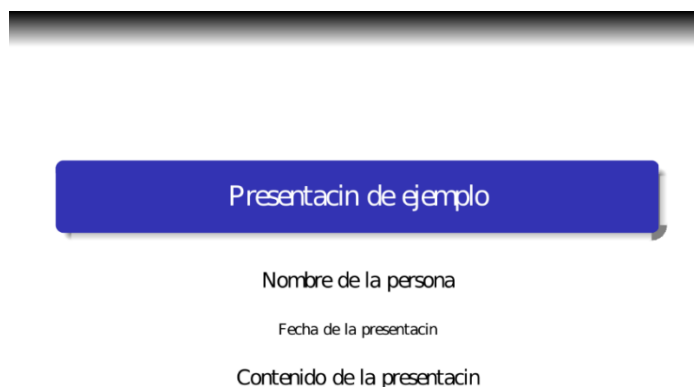 Presentacin de ejemplo
Nombre de la persona
Fecha de la presentacin
Contenido de la presentacin